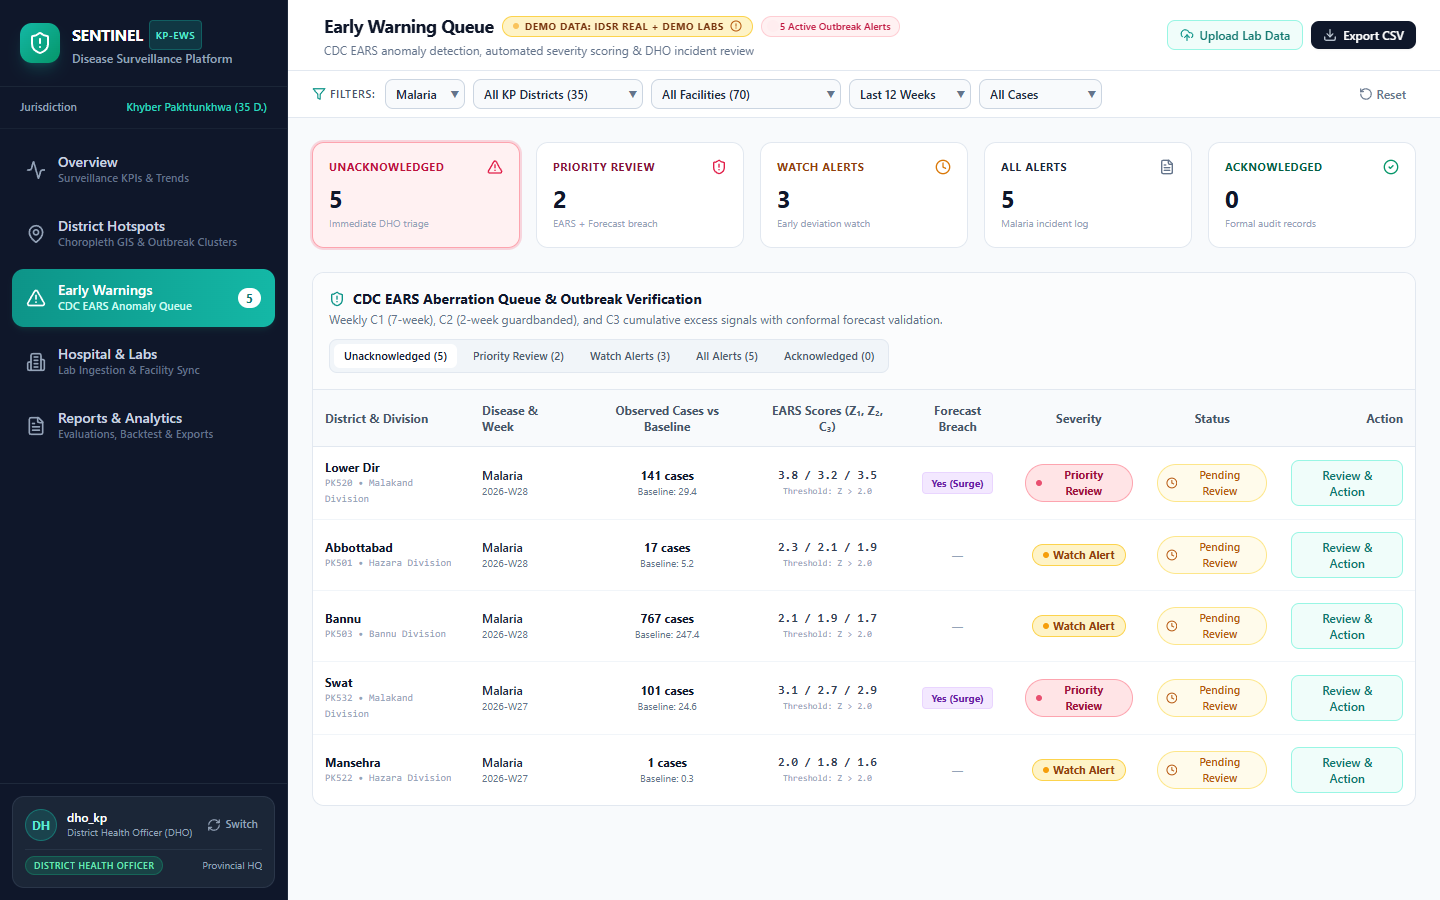 SENTINEL KP-EWS
Disease Surveillance Platform
Jurisdiction Khyber Pakhtunkhwa (35 D.)
Overview
Surveillance KPIs & Trends
District Hotspots
Choropleth GIS & Outbreak Clusters
Early Warnings
CDC EARS Anomaly Queue
5
Hospital & Labs
Lab Ingestion & Facility Sync
Reports & Analytics
Evaluations, Backtest & Exports
DH
dho_kp
District Health Officer (DHO)
Switch
DISTRICT HEALTH OFFICER Provincial HQ
Early Warning Queue DEMO DATA: IDSR REAL + DEMO LABS 5 Active Outbreak Alerts
CDC EARS anomaly detection, automated severity scoring & DHO incident review
Upload Lab Data Export CSV
FILTERS: Malaria All KP Districts (35) All Facilities (70) Last 12 Weeks All Cases Reset
UNACKNOWLEDGED
5
Immediate DHO triage
PRIORITY REVIEW
2
EARS + Forecast breach
WATCH ALERTS
3
Early deviation watch
ALL ALERTS
5
Malaria incident log
ACKNOWLEDGED
0
Formal audit records
CDC EARS Aberration Queue & Outbreak Verification
Weekly C1 (7-week), C2 (2-week guardbanded), and C3 cumulative excess signals with conformal forecast validation.
Unacknowledged (5) Priority Review (2) Watch Alerts (3) All Alerts (5) Acknowledged (0)
District & Division
Disease &
Week
Observed Cases vs
Baseline
EARS Scores (Z₁, Z₂,
C₃)
Forecast
Breach
Severity
Status
Action
Lower Dir
PK520 • Malakand
Division
Malaria
2026-W28
141 cases
Baseline: 29.4
3.8 / 3.2 / 3.5
Threshold: Z > 2.0
Yes (Surge)
Priority
Review
Pending
Review
Review &
Action
Abbottabad
PK501 • Hazara Division
Malaria
2026-W28
17 cases
Baseline: 5.2
2.3 / 2.1 / 1.9
Threshold: Z > 2.0
—
Watch Alert
Pending
Review
Review &
Action
Bannu
PK503 • Bannu Division
Malaria
2026-W28
767 cases
Baseline: 247.4
2.1 / 1.9 / 1.7
Threshold: Z > 2.0
—
Watch Alert
Pending
Review
Review &
Action
Swat
PK532 • Malakand
Division
Malaria
2026-W27
101 cases
Baseline: 24.6
3.1 / 2.7 / 2.9
Threshold: Z > 2.0
Yes (Surge)
Priority
Review
Pending
Review
Review &
Action
Mansehra
PK522 • Hazara Division
Malaria
2026-W27
1 cases
Baseline: 0.3
2.0 / 1.8 / 1.6
Threshold: Z > 2.0
—
Watch Alert
Pending
Review
Review &
Action